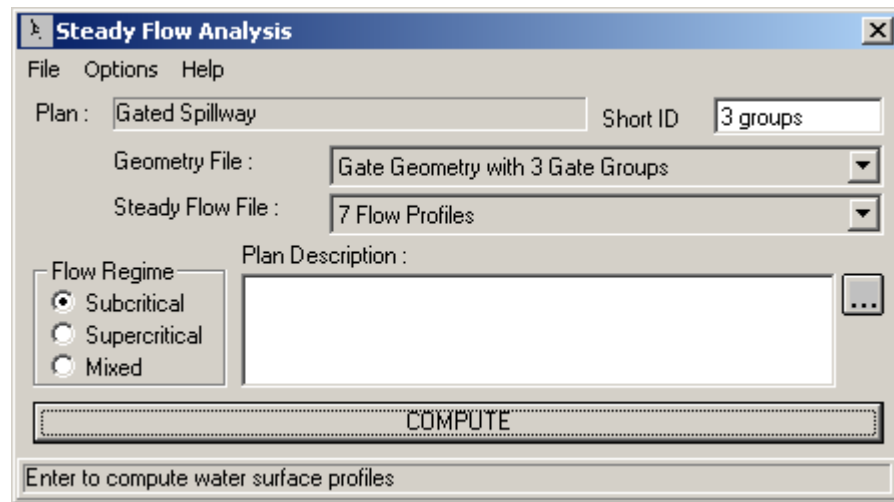 Steady Flow Analysis
File Options Help
Plan : Gated Spillway Short ID 3 groups
Geometry File : Gate Geometry with 3 Gate Groups
Steady Flow File : 7 Flow Profiles
Plan Description :
Flow Regime
Subcritical
Supercritical
Mixed
...
COMPUTE
Enter to compute water surface profiles